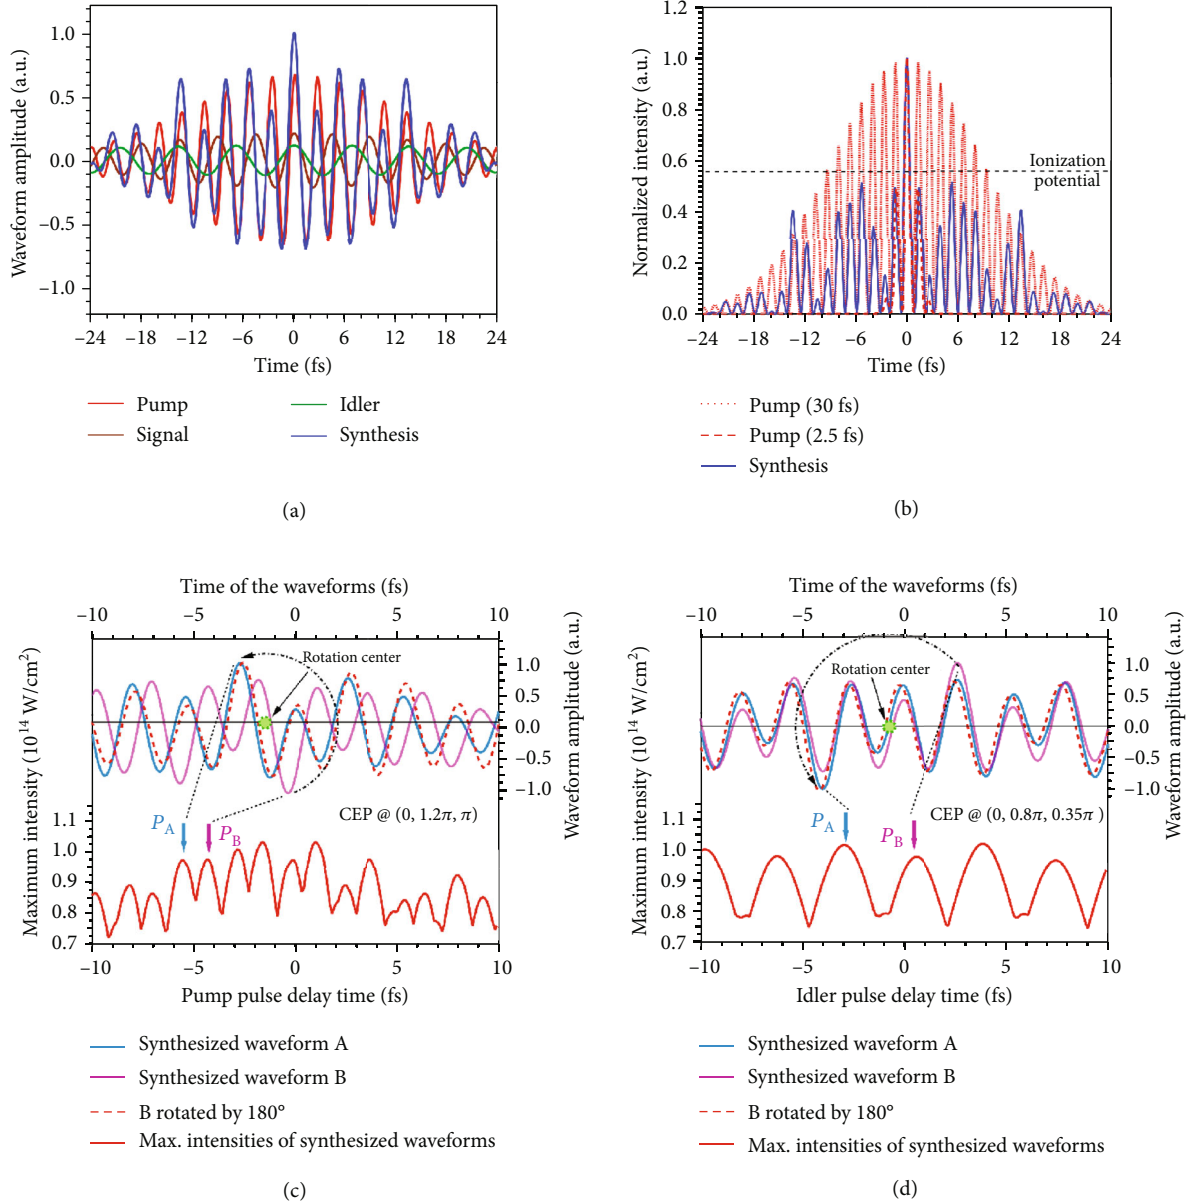 Waveform amplitude (a.u.)
1.0
0.5
0.0
−0.5
−1.0
−24 −18 −12 −6 0 6 12 18 24
Time (fs)
Pump
Idler
Signal
Synthesis
(a)
Normalized intensity (a.u.)
1.2
1.0
0.8
0.6
0.4
0.2
0.0
Ionization
potential
−24 −18 −12 −6 0 6 12 18 24
Time (fs)
Pump (30 fs)
Pump (2.5 fs)
Synthesis
(b)
Time of the waveforms (fs)
−10 −5 0 5 10
Maximum intensity (10¹⁴ W/cm²)
Waveform amplitude (a.u.)
1.0
0.5
0.0
−0.5
−1.0
Rotation center
CEP @ (0, 1.2π, π)
P_A
P_B
1.1
1.0
0.9
0.8
0.7
−10 −5 0 5 10
Pump pulse delay time (fs)
Synthesized waveform A
Synthesized waveform B
B rotated by 180°
Max. intensities of synthesized waveforms
(c)
Time of the waveforms (fs)
−10 −5 0 5 10
Maximum intensity (10¹⁴ W/cm²)
Waveform amplitude (a.u.)
1.0
0.5
0.0
−0.5
−1.0
Rotation center
CEP @ (0, 0.8π, 0.35π )
P_A
P_B
1.1
1.0
0.9
0.8
0.7
−10 −5 0 5 10
Idler pulse delay time (fs)
Synthesized waveform A
Synthesized waveform B
B rotated by 180°
Max. intensities of synthesized waveforms
(d)